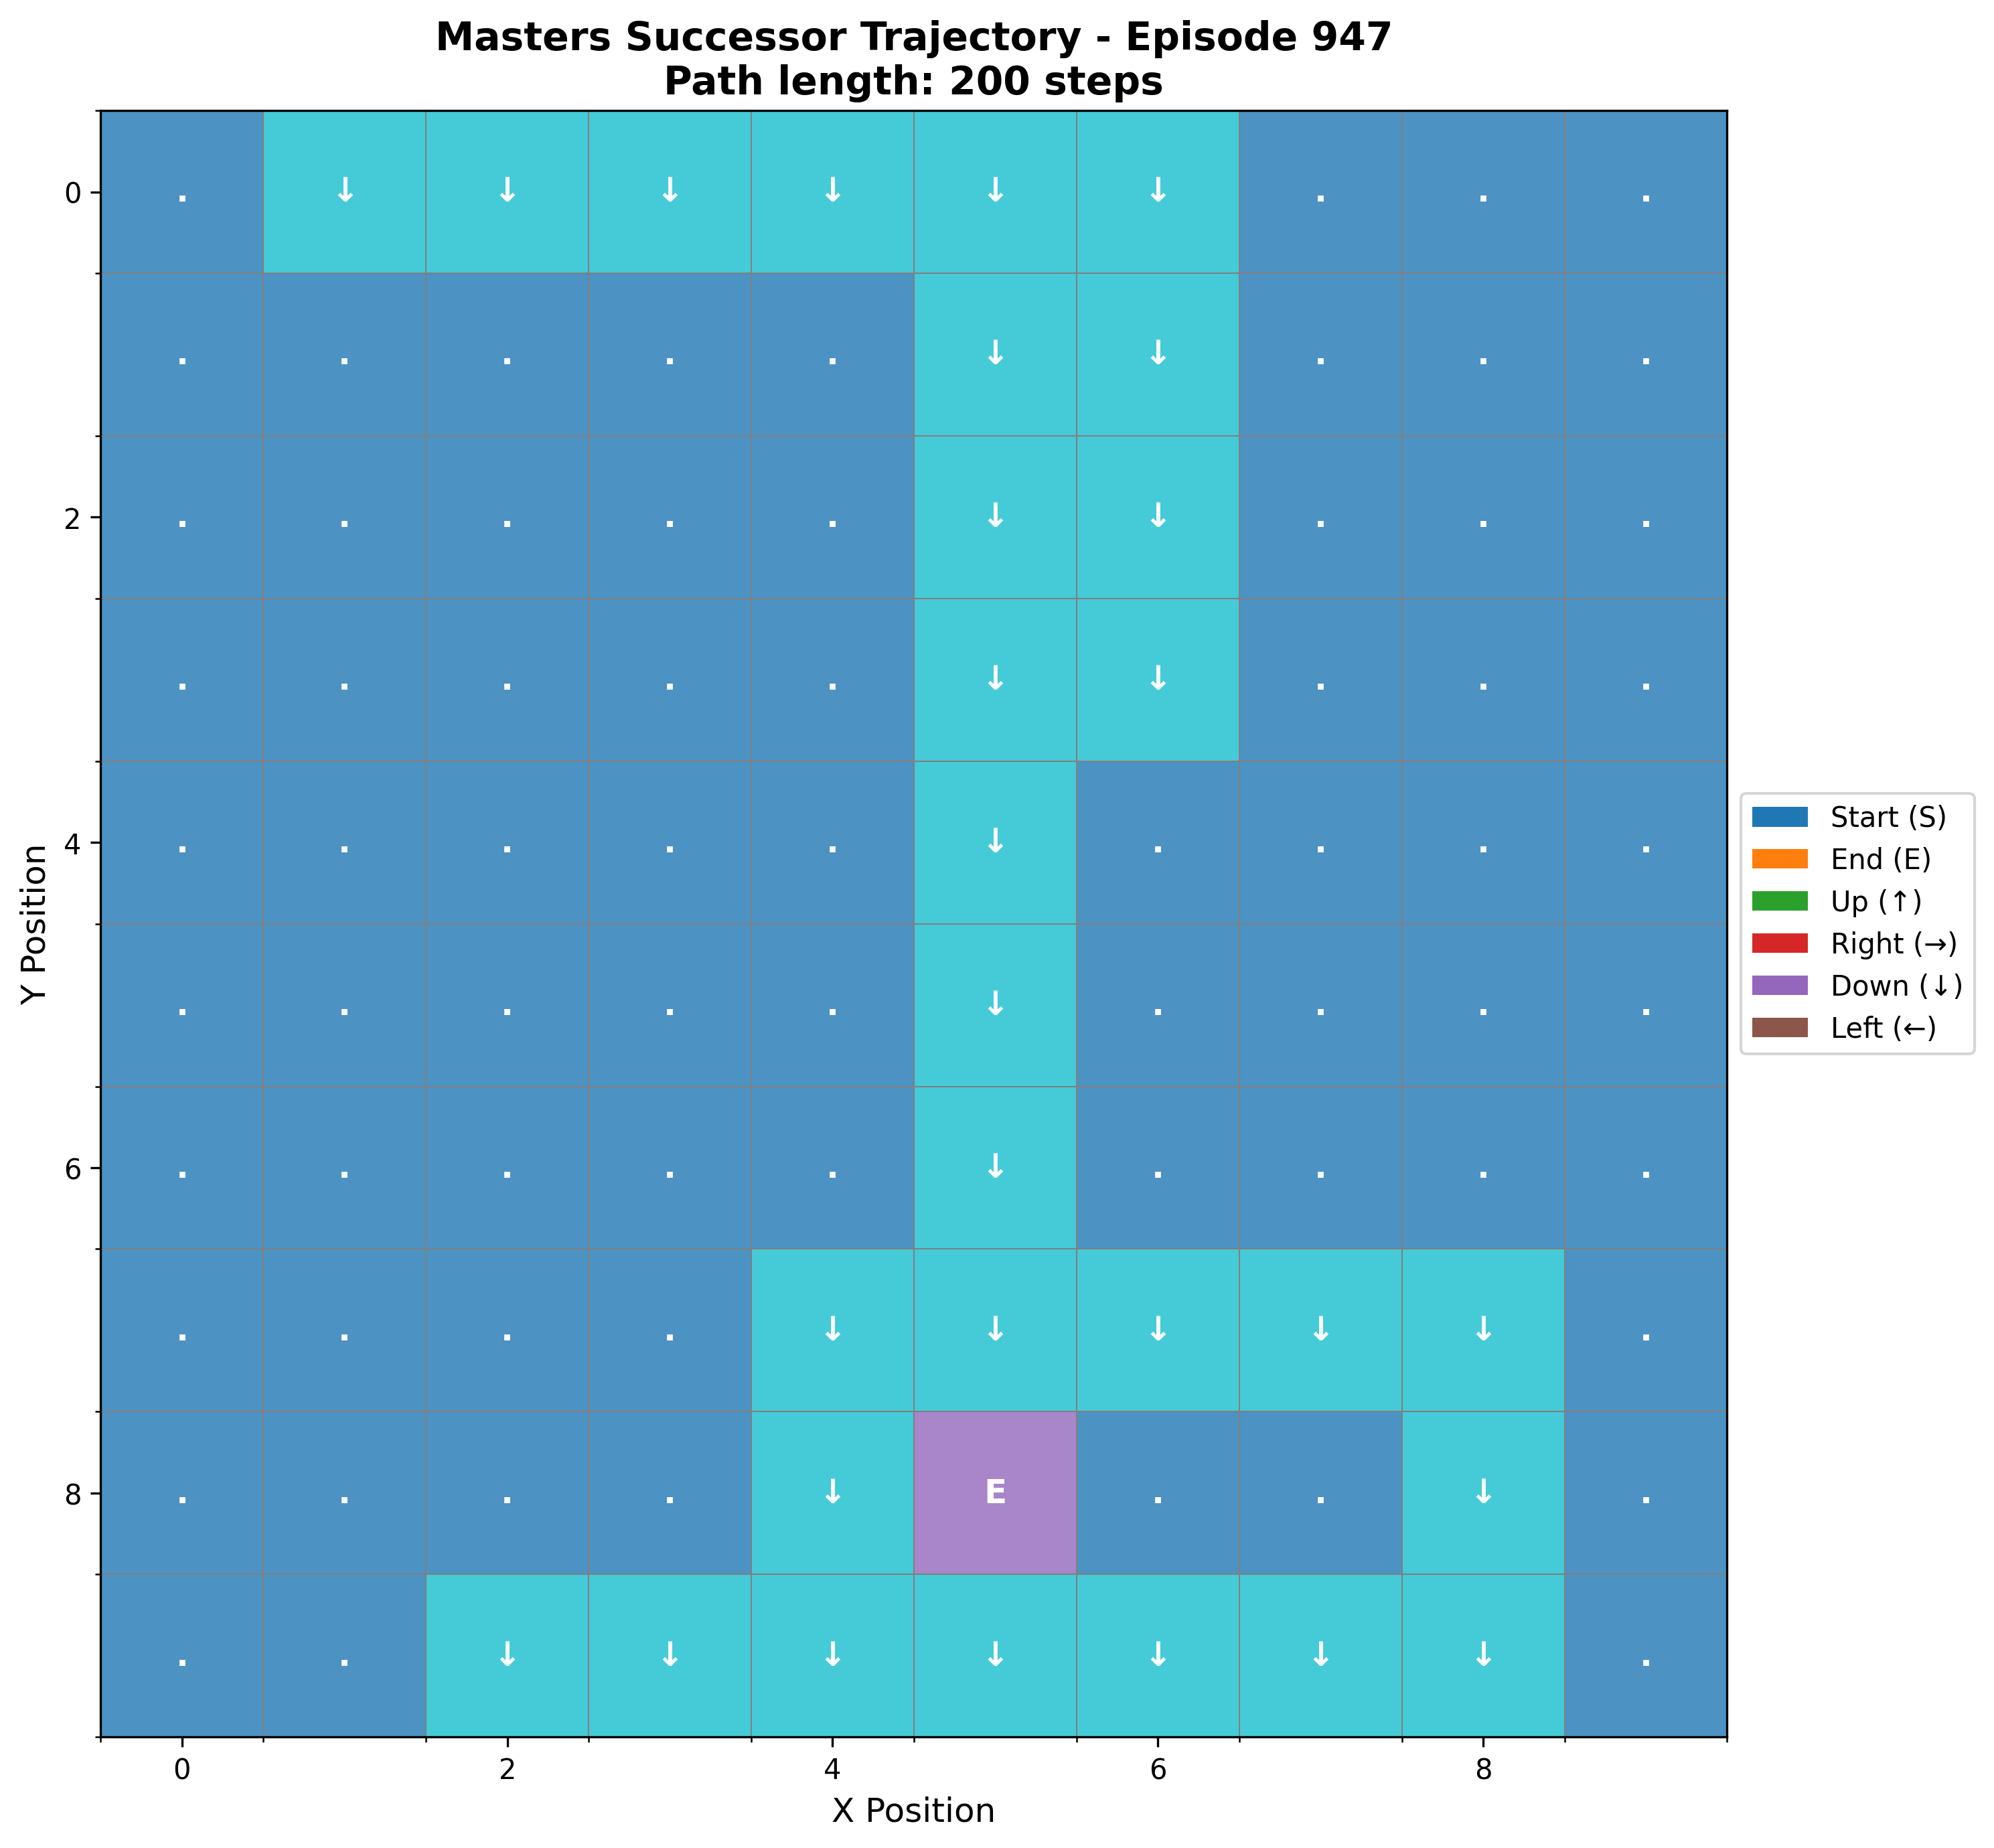 Masters Successor Trajectory - Episode 947
Path length: 200 steps
0 . ↓ ↓ ↓ ↓ ↓ ↓ . . .
. . . . . ↓ ↓ . . .
2 . . . . . ↓ ↓ . . .
. . . . . ↓ ↓ . . .
4 . . . . . ↓ . . . .
. . . . . ↓ . . . .
6 . . . . . ↓ . . . .
. . . . ↓ ↓ ↓ ↓ ↓ .
8 . . . . ↓ E . . ↓ .
. . ↓ ↓ ↓ ↓ ↓ ↓ ↓ .
0 2 4 6 8
X Position
Y Position
Start (S)
End (E)
Up (↑)
Right (→)
Down (↓)
Left (←)